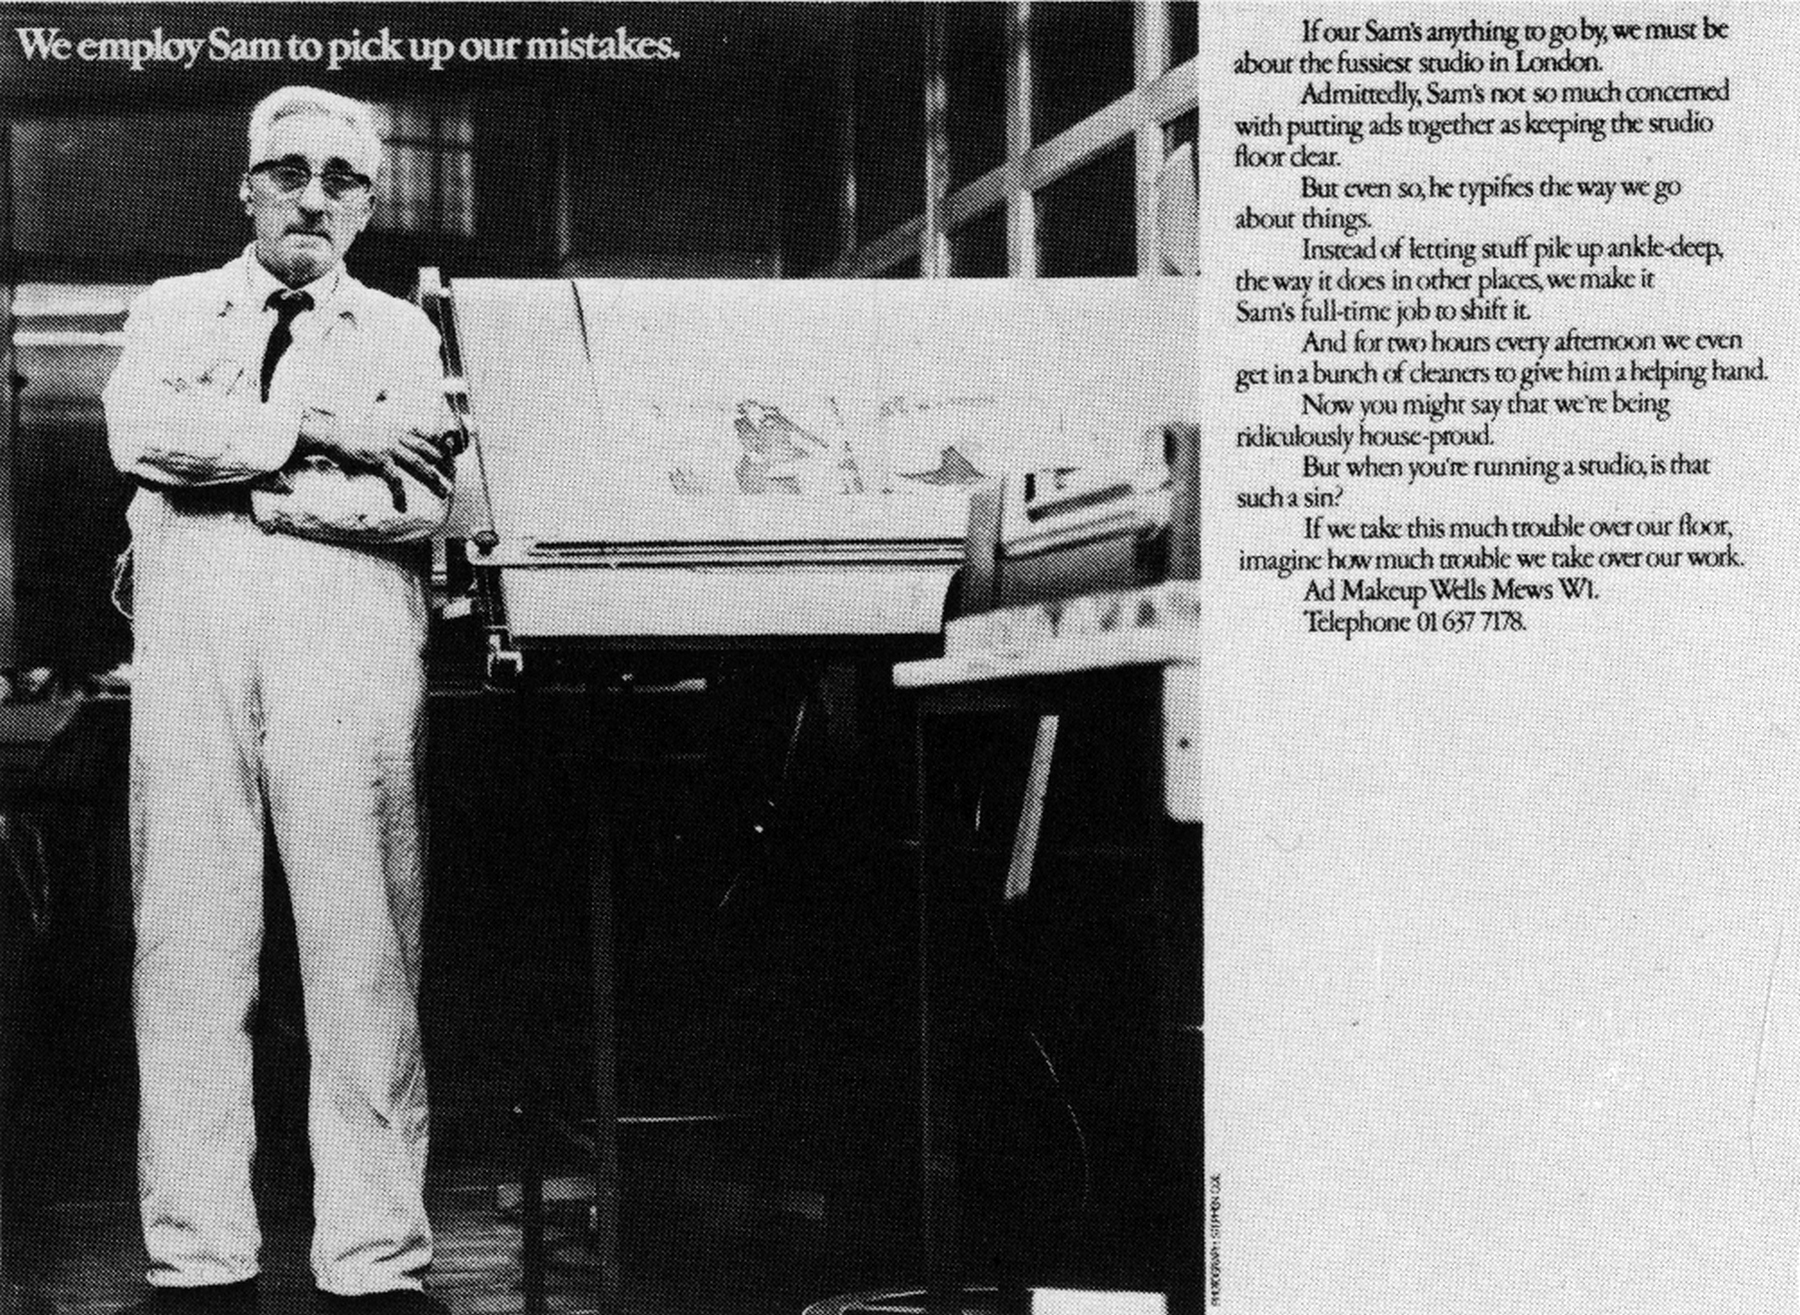 We employ Sam to pick up our mistakes.
If our Sam's anything to go by, we must be
about the fussiest studio in London.
Admittedly, Sam's not so much concerned
with putting ads together as keeping the studio
floor clear.
But even so, he typifies the way we go
about things.
Instead of letting stuff pile up ankle-deep,
the way it does in other places, we make it
Sam's full-time job to shift it.
And for two hours every afternoon we even
get in a bunch of cleaners to give him a helping hand.
Now you might say that we're being
ridiculously house-proud.
But when you're running a studio, is that
such a sin?
If we take this much trouble over our floor,
imagine how much trouble we take over our work.
Ad Makeup Wells Mews W1.
Telephone 01 637 7178.
PHOTOGRAPH: STEPHEN COE